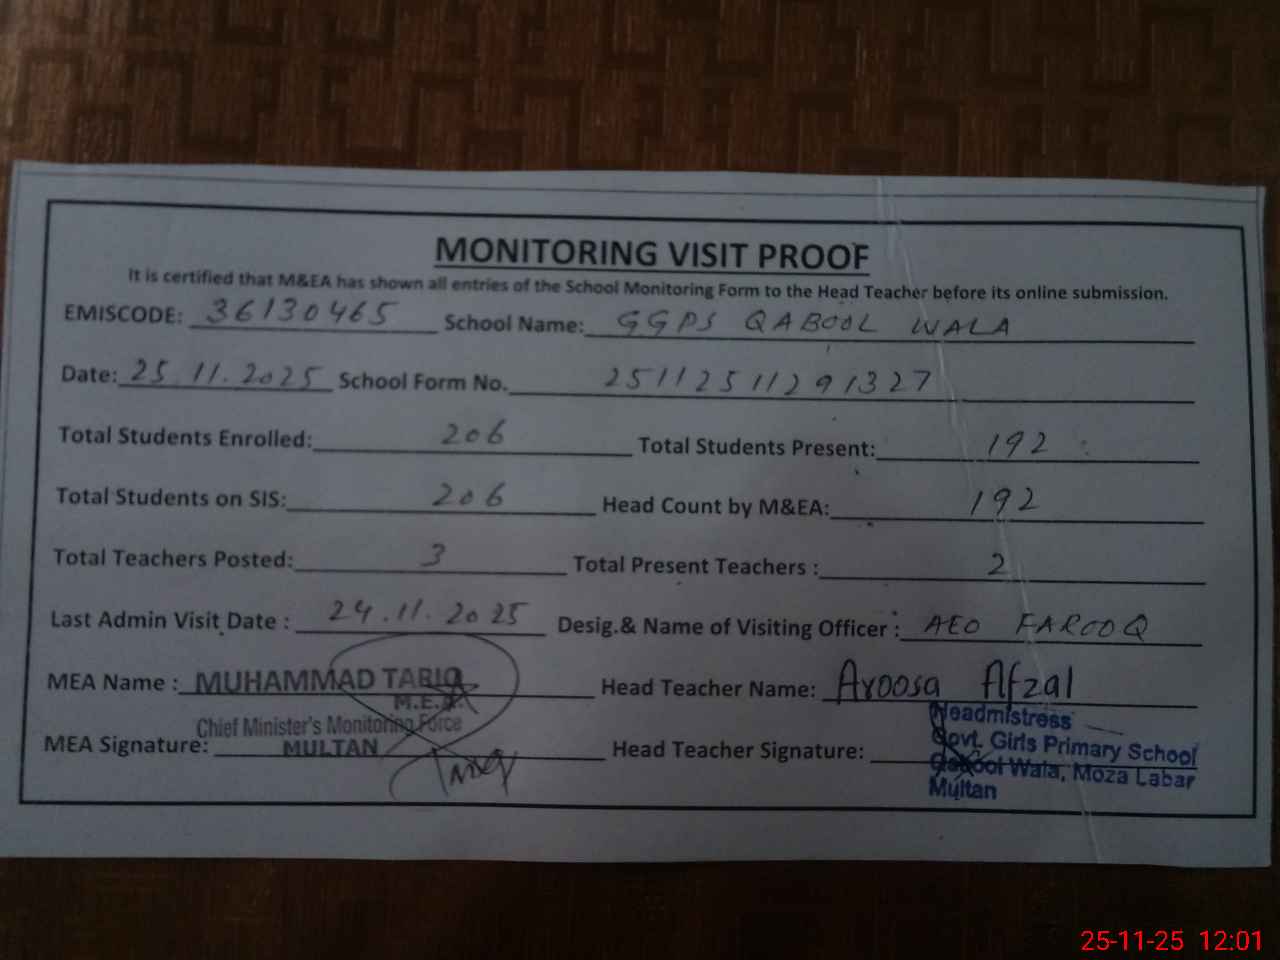 MONITORING VISIT PROOF
It is certified that M&EA has shown all entries of the School Monitoring Form to the Head Teacher before its online submission.
EMISCODE: 36130465 School Name: GGPS QABOOL WALA
Date: 25.11.2025 School Form No. 25112511291327
Total Students Enrolled: 206 Total Students Present: 192
Total Students on SIS: 206 Head Count by M&EA: 192
Total Teachers Posted: 3 Total Present Teachers : 2
Last Admin Visit Date : 24.11.2025 Desig.& Name of Visiting Officer : AEO FAROOQ
MEA Name : MUHAMMAD TARIQ Head Teacher Name: Aroosa Afzal
M.E.A.
Chief Minister's Monitoring Force
MEA Signature: MULTAN Head Teacher Signature:
Tariq
Headmistress
Govt. Girls Primary School
Qabool Wala, Moza Labar
Multan
25-11-25 12:01